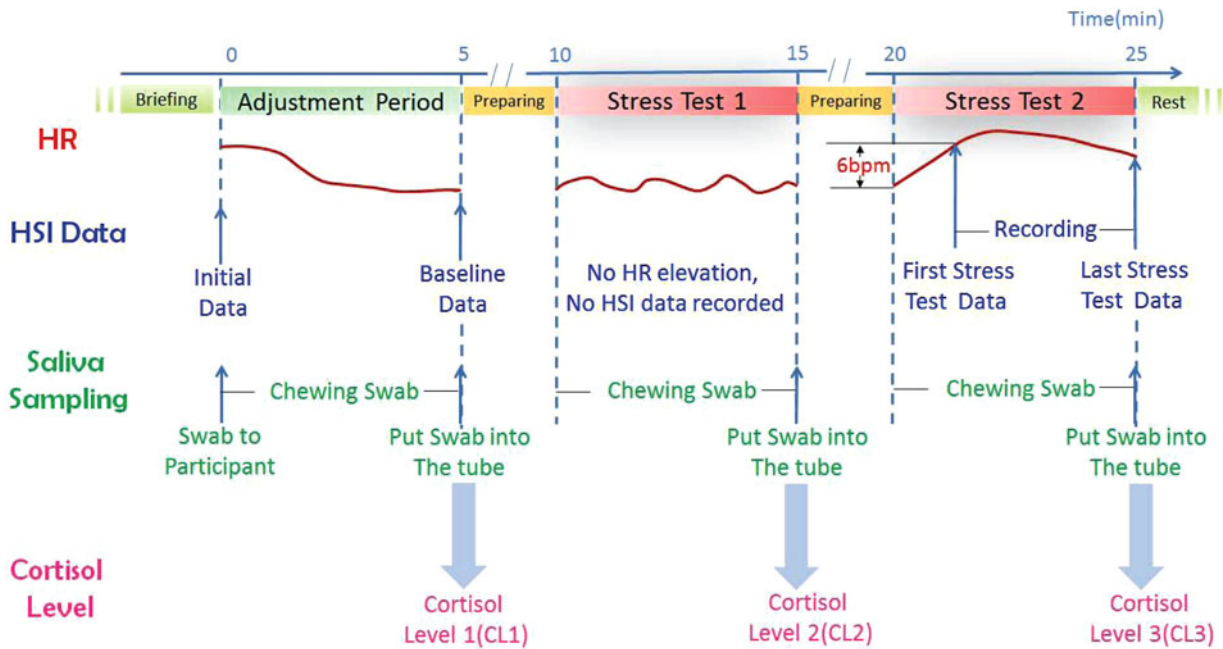 Time(min)
0 5 10 15 20 25
Briefing Adjustment Period Preparing Stress Test 1 Preparing Stress Test 2 Rest
HR
6bpm
HSI Data
Recording
Initial
Data
Baseline
Data
No HR elevation,
No HSI data recorded
First Stress
Test Data
Last Stress
Test Data
Saliva
Sampling
Chewing Swab Chewing Swab Chewing Swab
Swab to
Participant
Put Swab into
The tube
Put Swab into
The tube
Put Swab into
The tube
Cortisol
Level
Cortisol
Level 1(CL1)
Cortisol
Level 2(CL2)
Cortisol
Level 3(CL3)